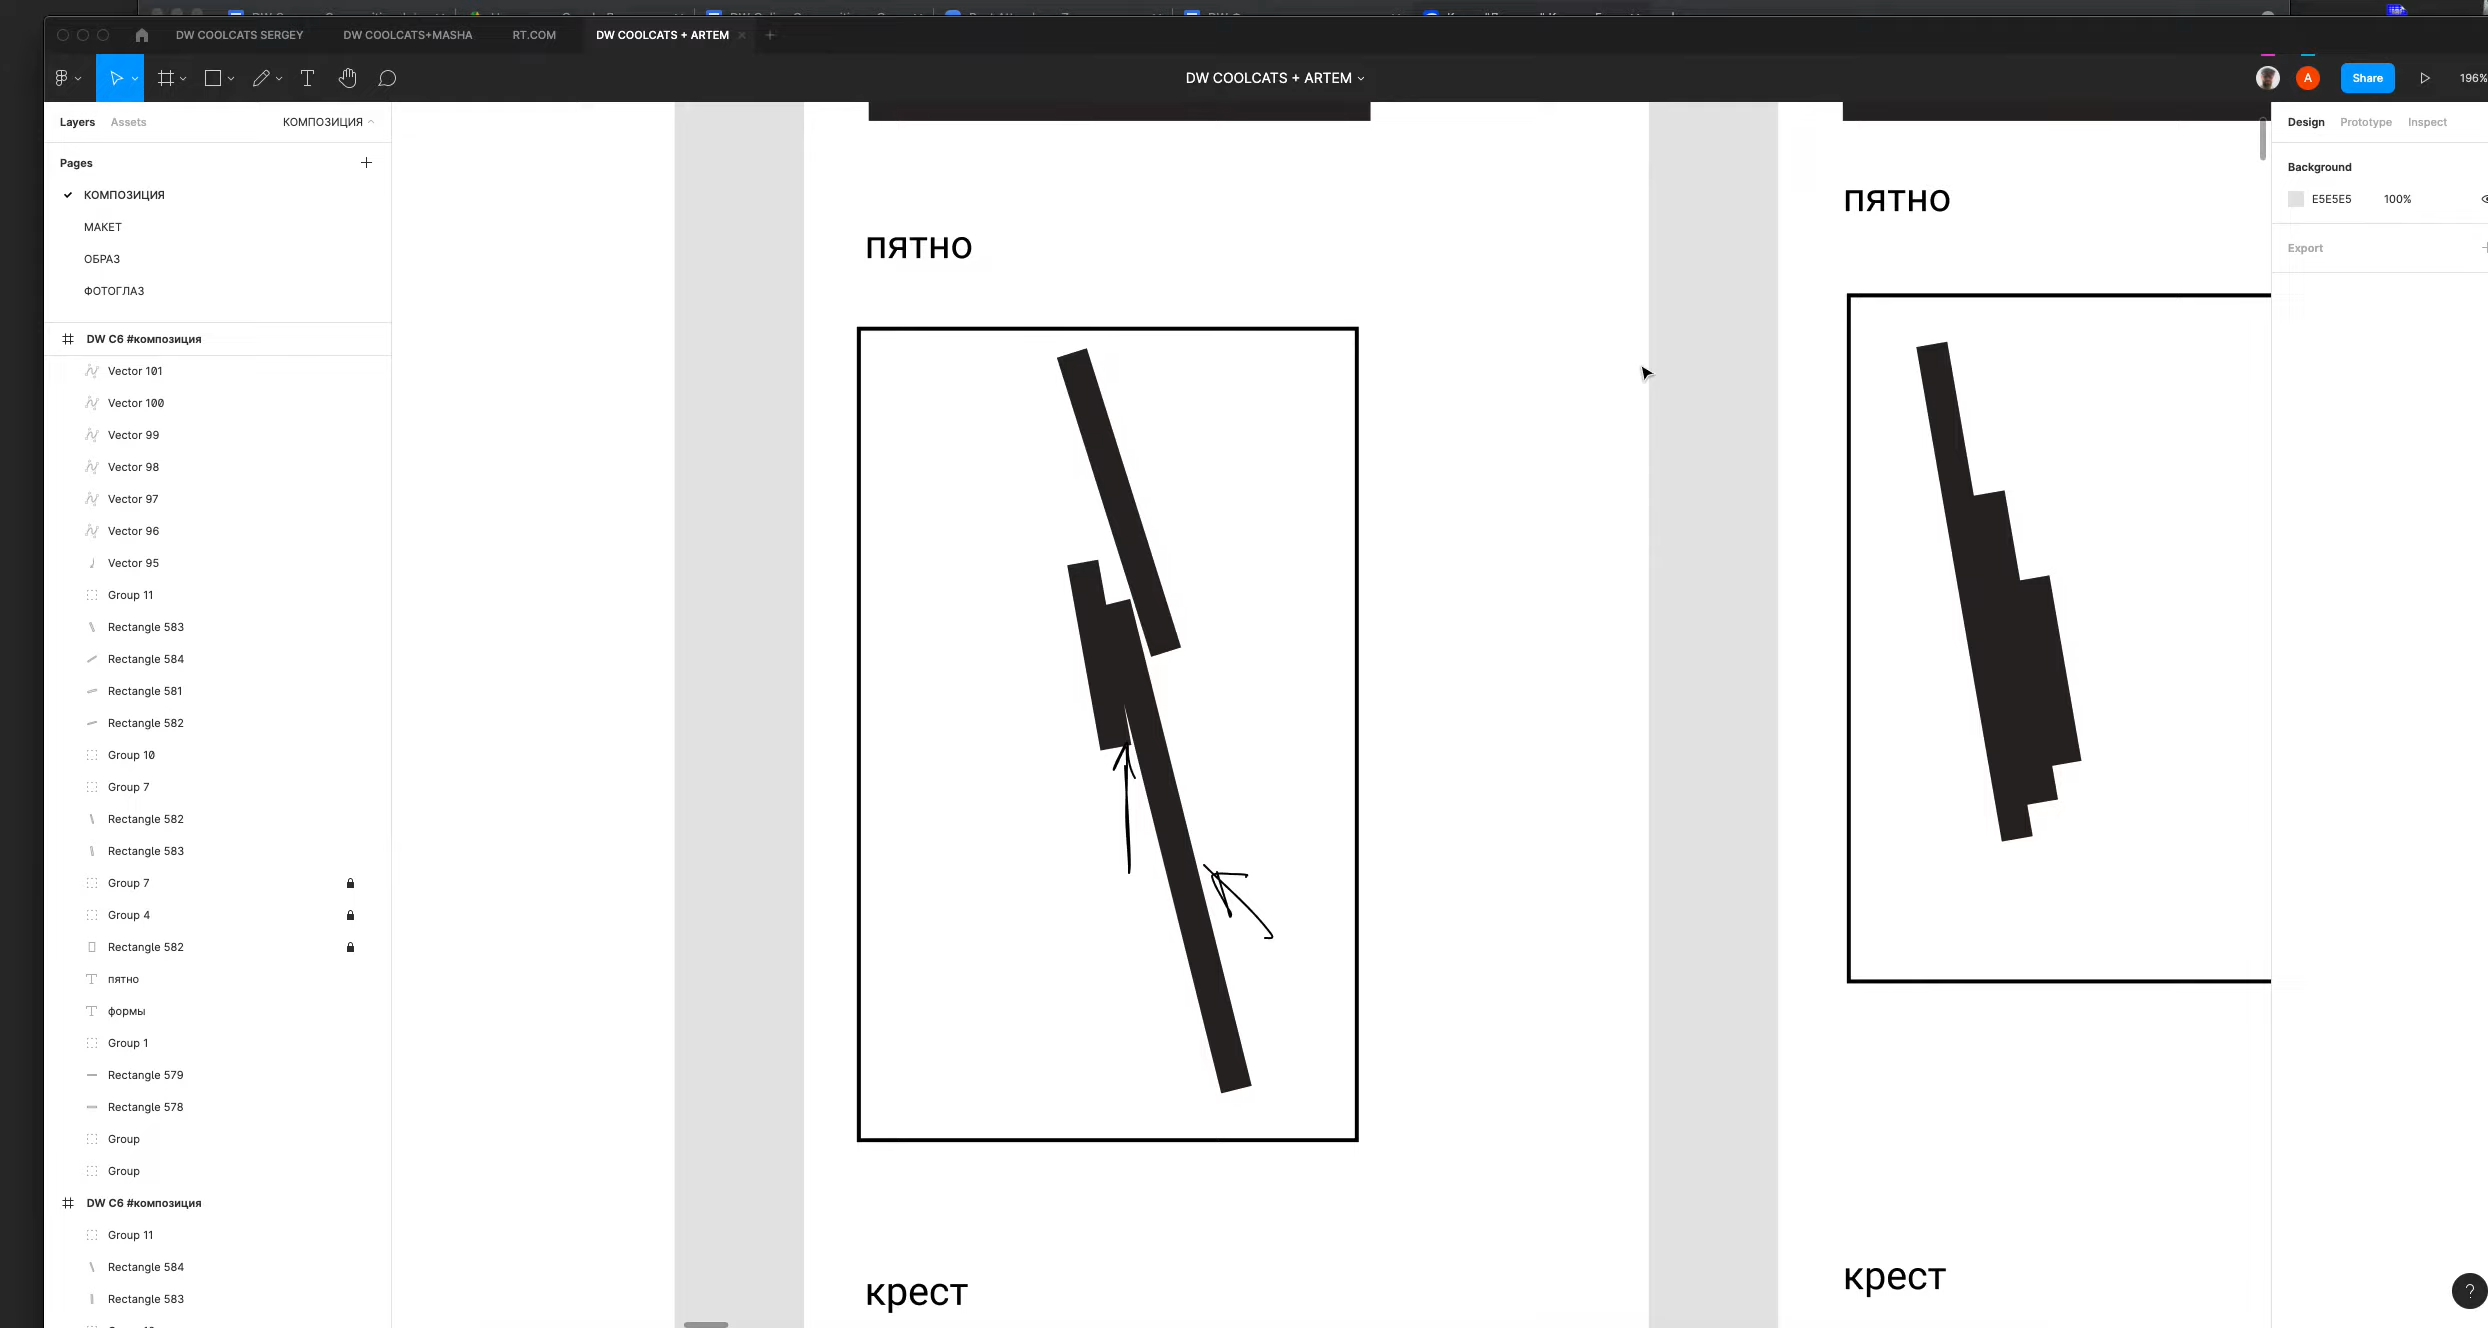 DW COOLCATS SERGEY
DW COOLCATS+MASHA
RT.COM
DW COOLCATS + ARTEM
DW COOLCATS + ARTEM
A
Share
196%
Layers
Assets
КОМПОЗИЦИЯ
Pages
КОМПОЗИЦИЯ
МАКЕТ
ОБРАЗ
ФОТОГЛАЗ
DW C6 #композиция
Vector 101
Vector 100
Vector 99
Vector 98
Vector 97
Vector 96
Vector 95
Group 11
Rectangle 583
Rectangle 584
Rectangle 581
Rectangle 582
Group 10
Group 7
Rectangle 582
Rectangle 583
Group 7
Group 4
Rectangle 582
пятно
формы
Group 1
Rectangle 579
Rectangle 578
Group
Group
DW C6 #композиция
Group 11
Rectangle 584
Rectangle 583
пятно
крест
пятно
крест
Design
Prototype
Inspect
Background
E5E5E5
100%
Export
?